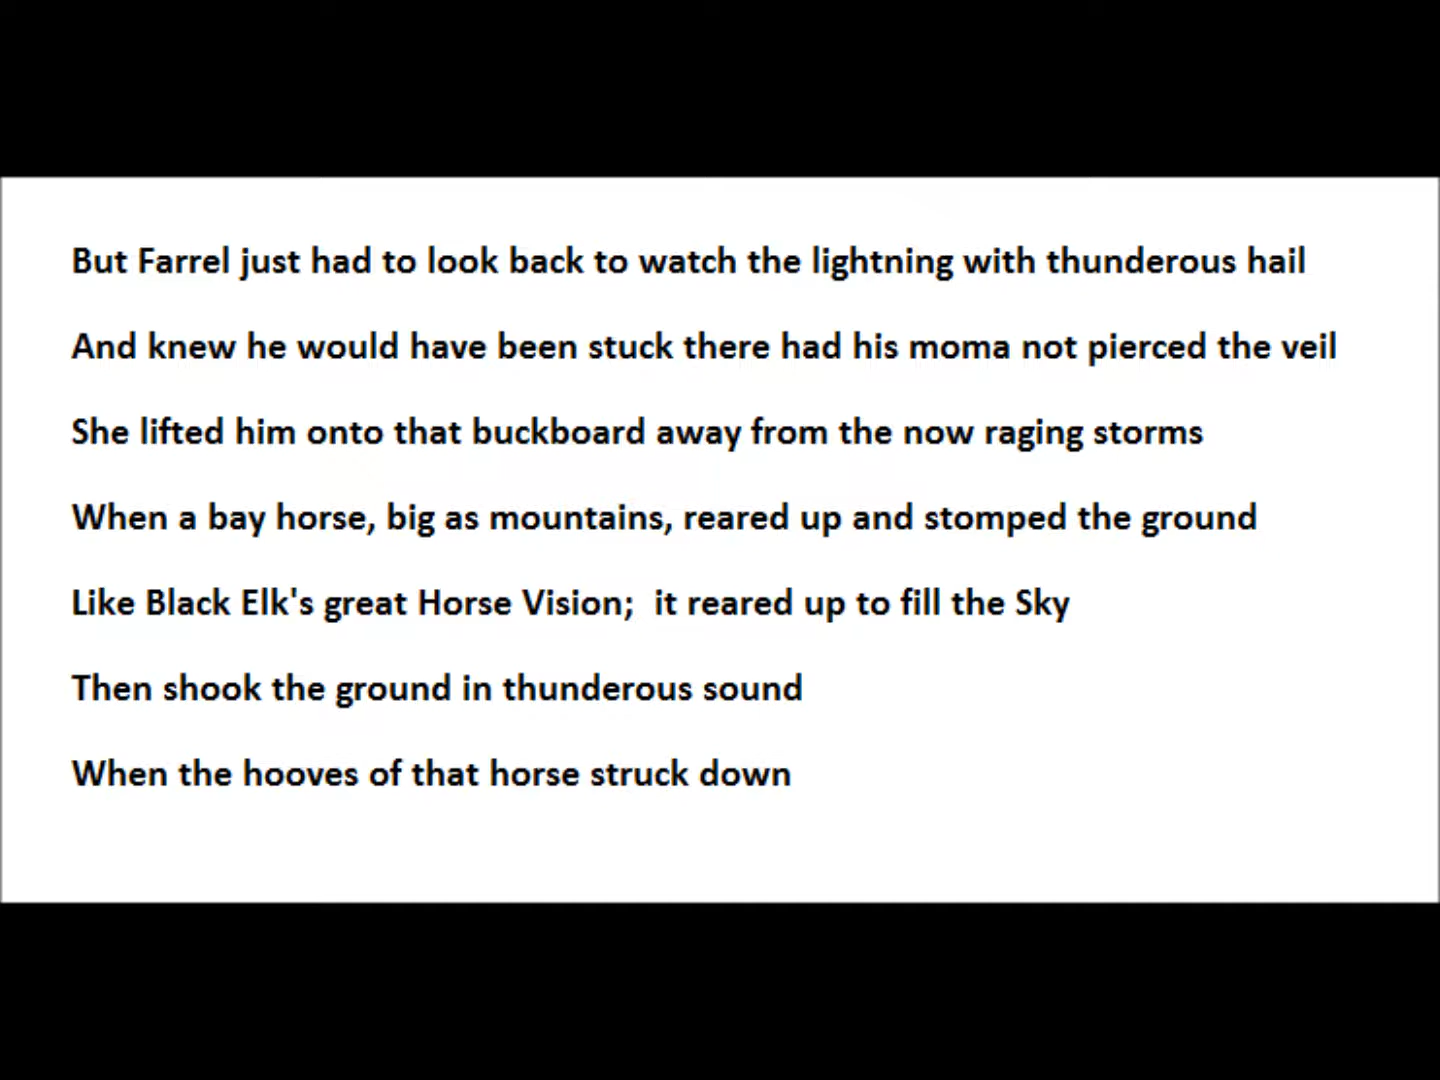 But Farrel just had to look back to watch the lightning with thunderous hail
And knew he would have been stuck there had his moma not pierced the veil
She lifted him onto that buckboard away from the now raging storms
When a bay horse, big as mountains, reared up and stomped the ground
Like Black Elk's great Horse Vision;  it reared up to fill the Sky
Then shook the ground in thunderous sound
When the hooves of that horse struck down